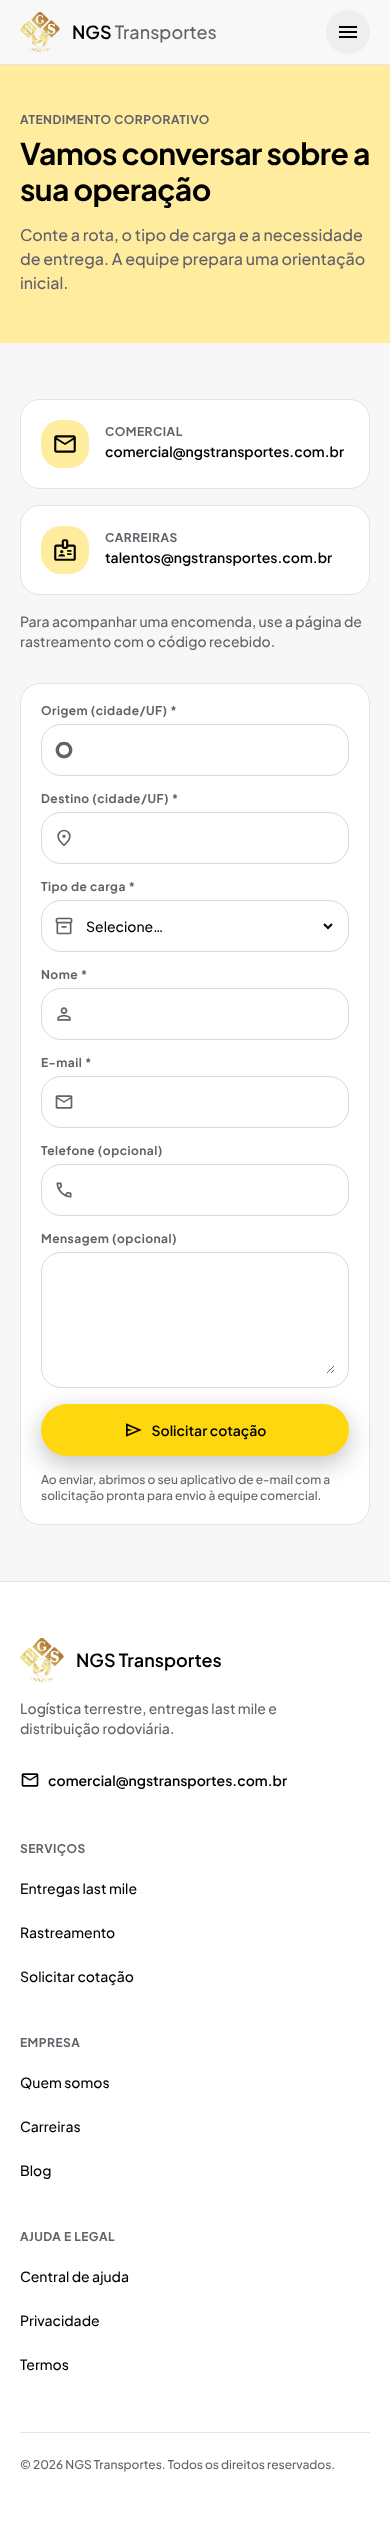 NGS Transportes
ATENDIMENTO CORPORATIVO
Vamos conversar sobre a
sua operação
Conte a rota, o tipo de carga e a necessidade
de entrega. A equipe prepara uma orientação
inicial.
COMERCIAL
comercial@ngstransportes.com.br
CARREIRAS
talentos@ngstransportes.com.br
Para acompanhar uma encomenda, use a página de
rastreamento com o código recebido.
Origem (cidade/UF) *
Destino (cidade/UF) *
Tipo de carga *
Selecione...
Nome *
E-mail *
Telefone (opcional)
Mensagem (opcional)
Solicitar cotação
Ao enviar, abrimos o seu aplicativo de e-mail com a
solicitação pronta para envio à equipe comercial.
NGS Transportes
Logística terrestre, entregas last mile e
distribuição rodoviária.
comercial@ngstransportes.com.br
SERVIÇOS
Entregas last mile
Rastreamento
Solicitar cotação
EMPRESA
Quem somos
Carreiras
Blog
AJUDA E LEGAL
Central de ajuda
Privacidade
Termos
© 2026 NGS Transportes. Todos os direitos reservados.